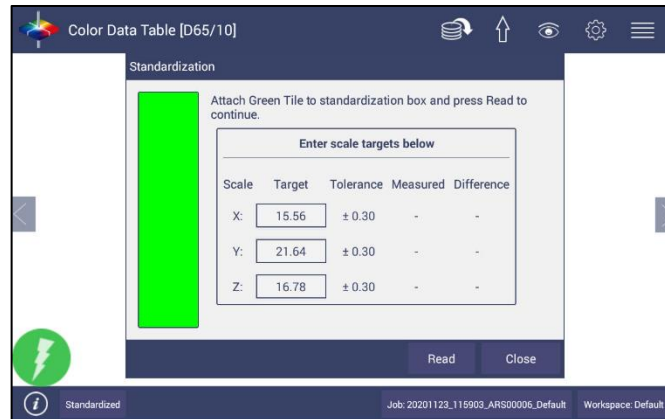 Color Data Table [D65/10]
Standardization
Attach Green Tile to standardization box and press Read to
continue.
Enter scale targets below
Scale Target Tolerance Measured Difference
X: 15.56 ± 0.30 - -
Y: 21.64 ± 0.30 - -
Z: 16.78 ± 0.30 - -
Read Close
i Standardized Job: 20201123_115903_ARS00006_Default Workspace: Default